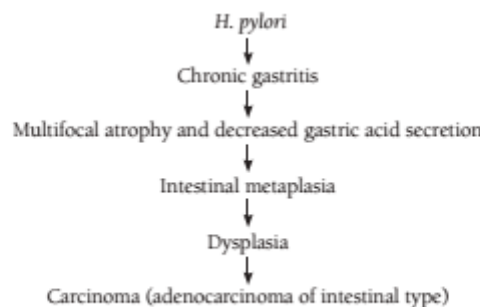 H. pylori
Chronic gastritis
Multifocal atrophy and decreased gastric acid secretion
Intestinal metaplasia
Dysplasia
Carcinoma (adenocarcinoma of intestinal type)